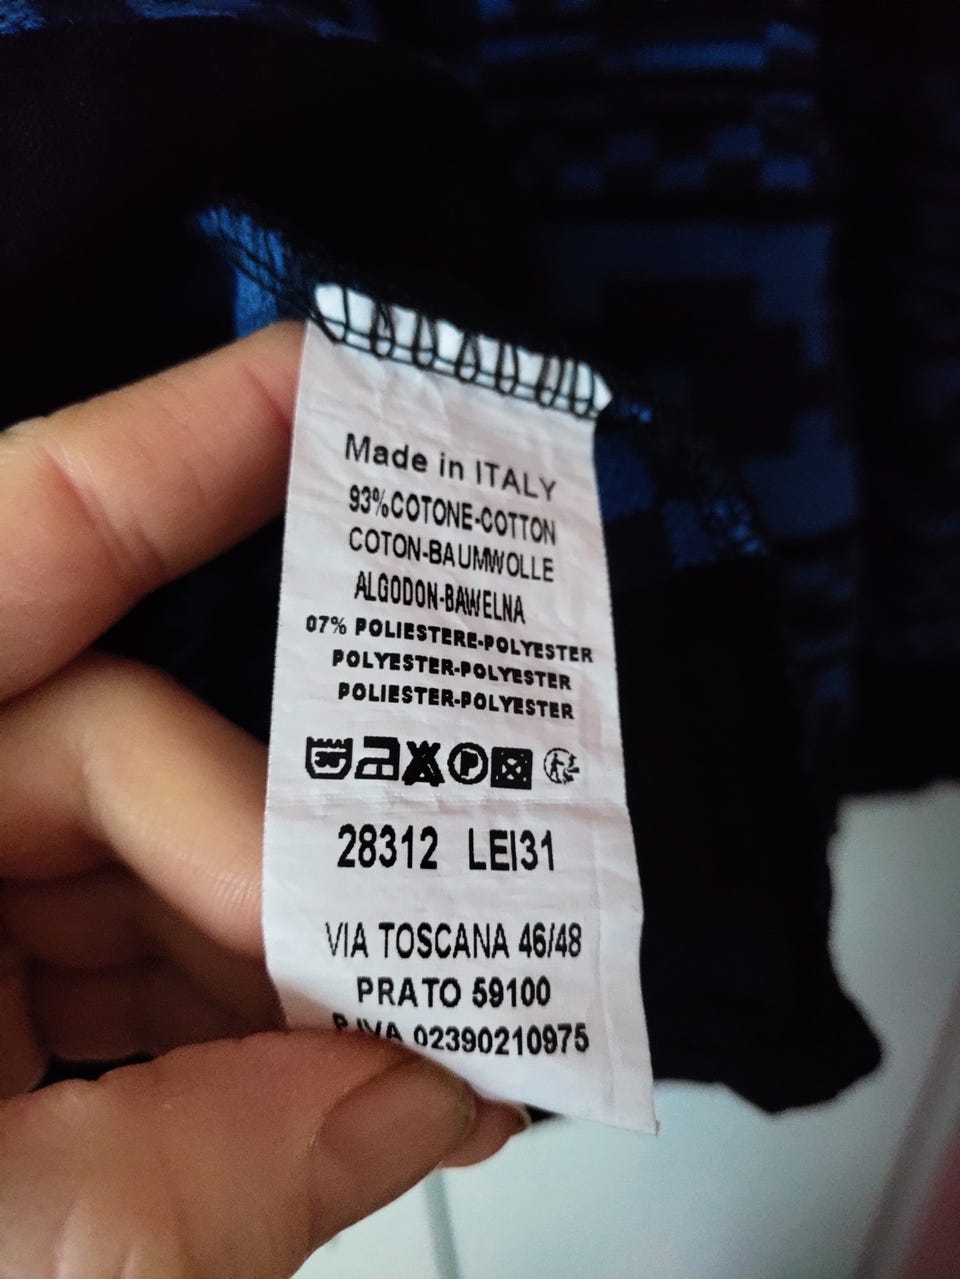 Made in ITALY
93%COTONE-COTTON
COTON-BAUMWOLLE
ALGODON-BAWELNA
07% POLIESTERE-POLYESTER
POLYESTER-POLYESTER
POLIESTER-POLYESTER
30 P
28312 LEI31
VIA TOSCANA 46/48
PRATO 59100
P.IVA 02390210975